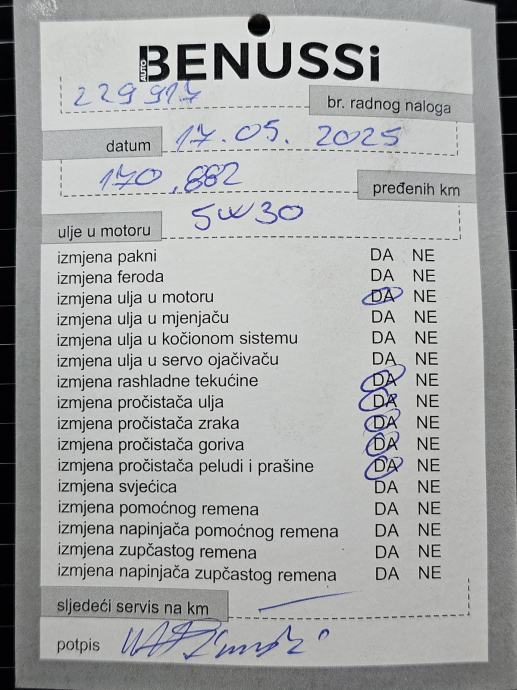 AUTO BENUSSi
229917 br. radnog naloga
datum 17.05. 2025
170.882 pređenih km
ulje u motoru 5W30
izmjena pakni DA NE
izmjena feroda DA NE
izmjena ulja u motoru DA NE
izmjena ulja u mjenjaču DA NE
izmjena ulja u kočionom sistemu DA NE
izmjena ulja u servo ojačivaču DA NE
izmjena rashladne tekućine DA NE
izmjena pročistača ulja DA NE
izmjena pročistača zraka DA NE
izmjena pročistača goriva DA NE
izmjena pročistača peludi i prašine DA NE
izmjena svjećica DA NE
izmjena pomoćnog remena DA NE
izmjena napinjača pomoćnog remena DA NE
izmjena zupčastog remena DA NE
izmjena napinjača zupčastog remena DA NE
sljedeći servis na km
potpis